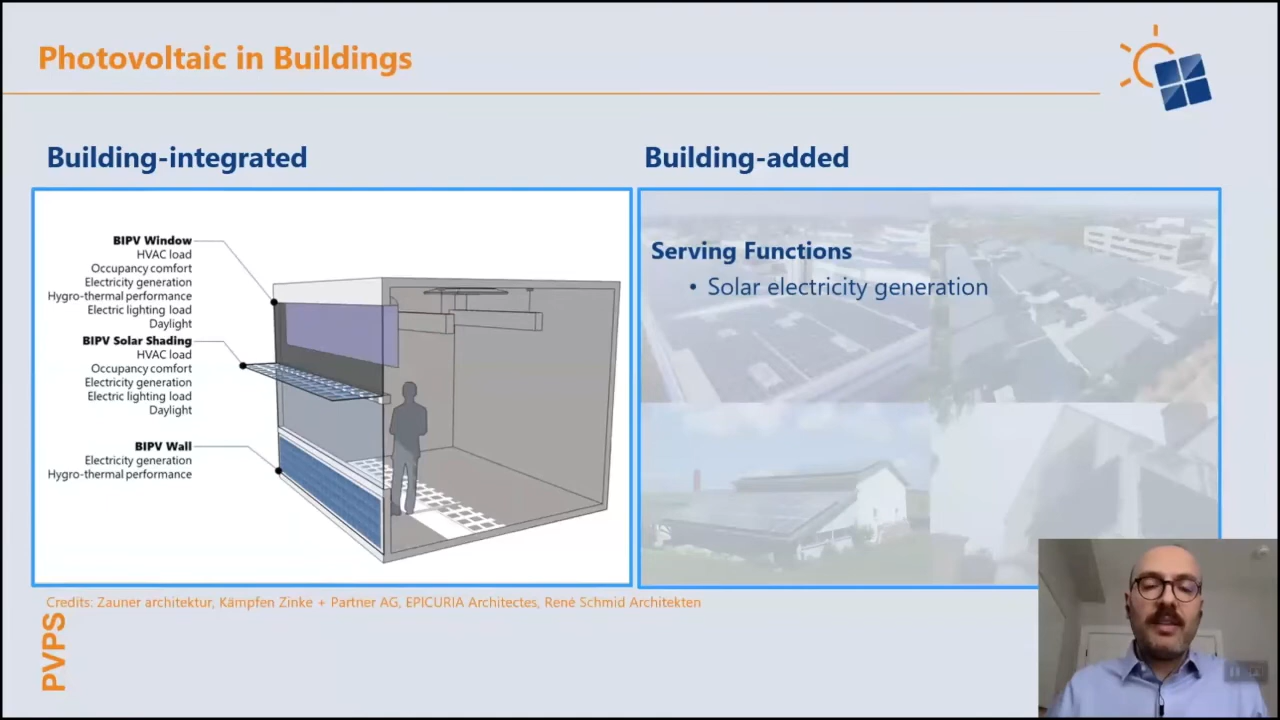 Photovoltaic in Buildings
Building-integrated
BIPV Window
HVAC load
Occupancy comfort
Electricity generation
Hygro-thermal performance
Electric lighting load
Daylight
BIPV Solar Shading
HVAC load
Occupancy comfort
Electricity generation
Electric lighting load
Daylight
BIPV Wall
Electricity generation
Hygro-thermal performance
Building-added
Serving Functions
• Solar electricity generation
Credits: Zauner architektur, Kämpfen Zinke + Partner AG, EPICURIA Architectes, René Schmid Architekten
PVPS